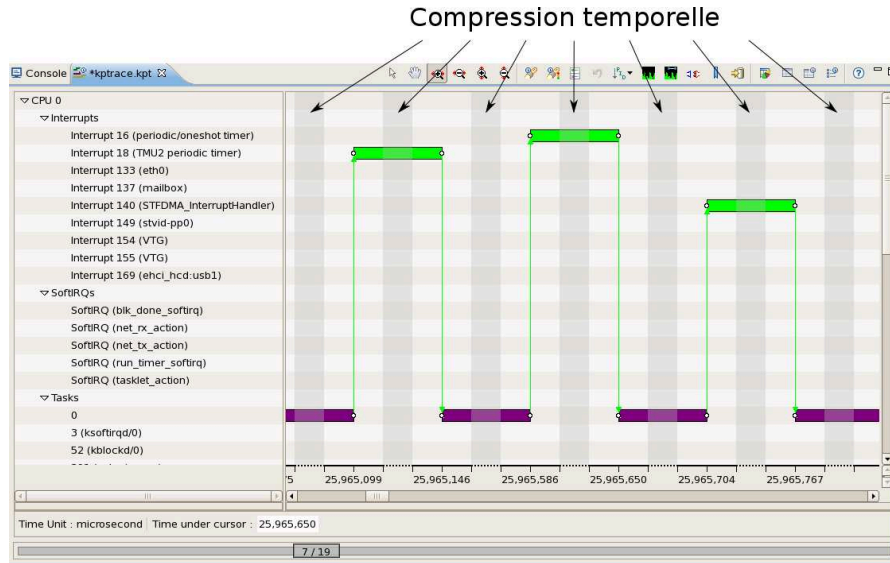 Compression temporelle
Console *kptrace.kpt
CPU 0
Interrupts
Interrupt 16 (periodic/oneshot timer)
Interrupt 18 (TMU2 periodic timer)
Interrupt 133 (eth0)
Interrupt 137 (mailbox)
Interrupt 140 (STFDMA_InterruptHandler)
Interrupt 149 (stvid-pp0)
Interrupt 154 (VTG)
Interrupt 155 (VTG)
Interrupt 169 (ehci_hcd:usb1)
SoftIRQs
SoftIRQ (blk_done_softirq)
SoftIRQ (net_rx_action)
SoftIRQ (net_tx_action)
SoftIRQ (run_timer_softirq)
SoftIRQ (tasklet_action)
Tasks
0
3 (ksoftirqd/0)
52 (kblockd/0)
25,965,099 25,965,146 25,965,586 25,965,650 25,965,704 25,965,767
Time Unit : microsecond Time under cursor : 25,965,650
7 / 19